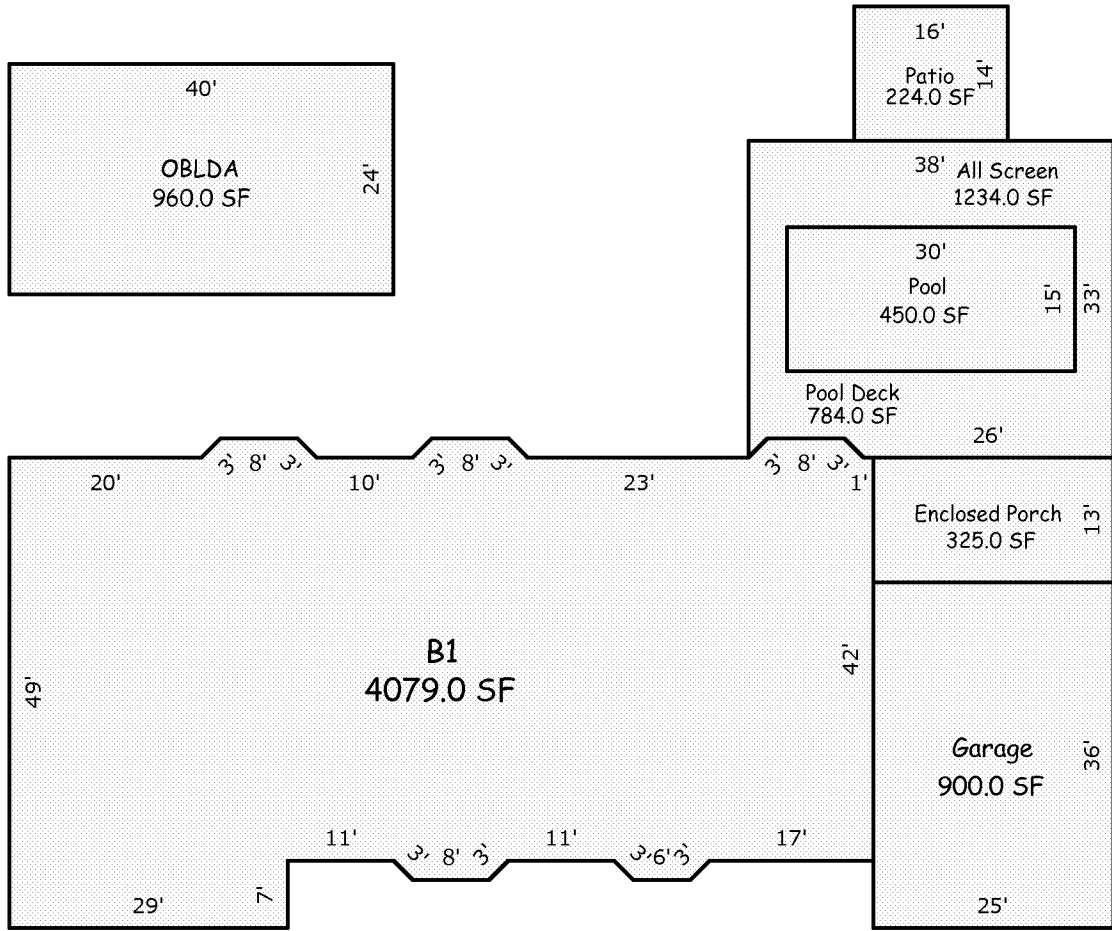 16'
Patio
14'
224.0 SF
40'
OBLDA
24'
960.0 SF
38'
All Screen
1234.0 SF
30'
Pool
15'
33'
450.0 SF
Pool Deck
784.0 SF
26'
3' 8' 3'
3' 8' 3'
3' 8' 3'
20'
10'
23'
1'
Enclosed Porch
13'
325.0 SF
B1
42'
4079.0 SF
49'
Garage
36'
900.0 SF
11'
3' 8' 3'
11'
3' 6' 3'
17'
29'
7'
25'